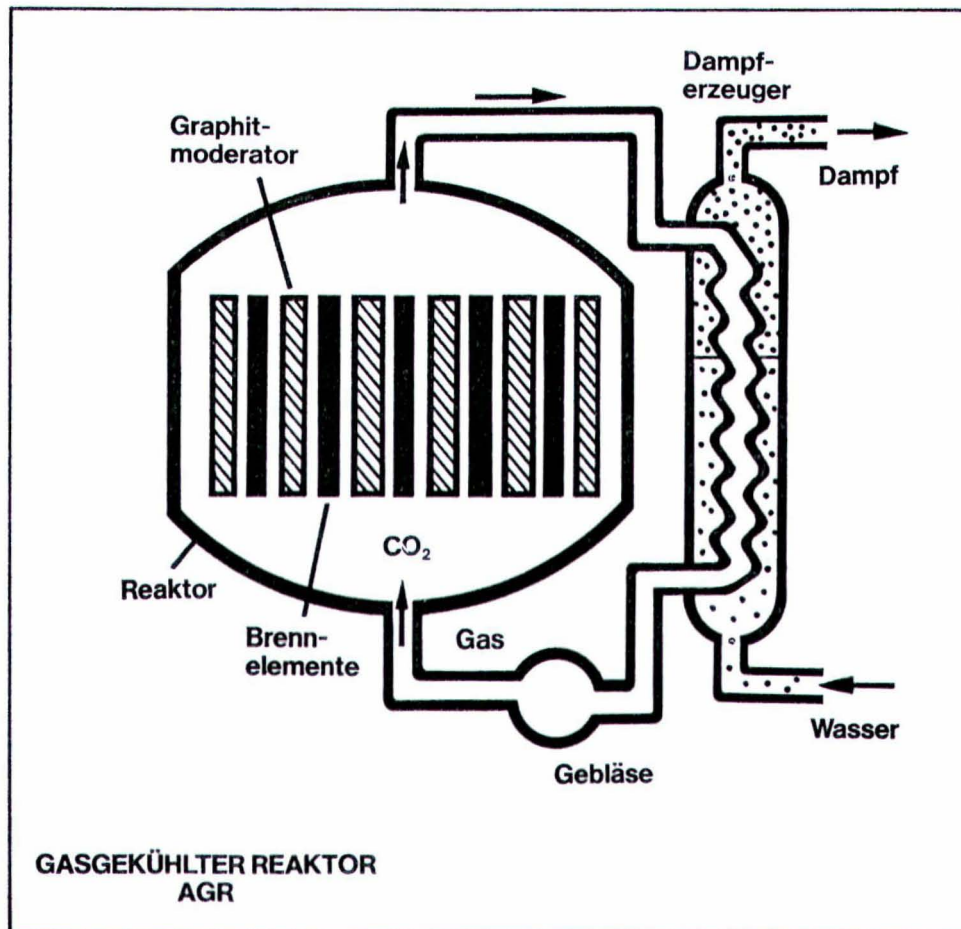 Dampf-
erzeuger
Graphit-
moderator
Dampf
CO₂
Reaktor
Brenn-
elemente
Gas
Wasser
Gebläse
GASGEKÜHLTER REAKTOR
AGR